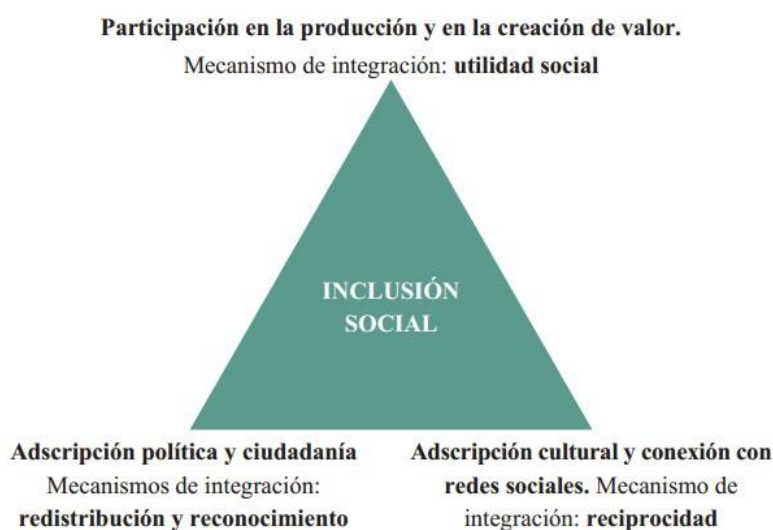 Participación en la producción y en la creación de valor.
Mecanismo de integración: utilidad social
INCLUSIÓN
SOCIAL
Adscripción política y ciudadanía
Mecanismos de integración:
redistribución y reconocimiento
Adscripción cultural y conexión con
redes sociales. Mecanismo de
integración: reciprocidad